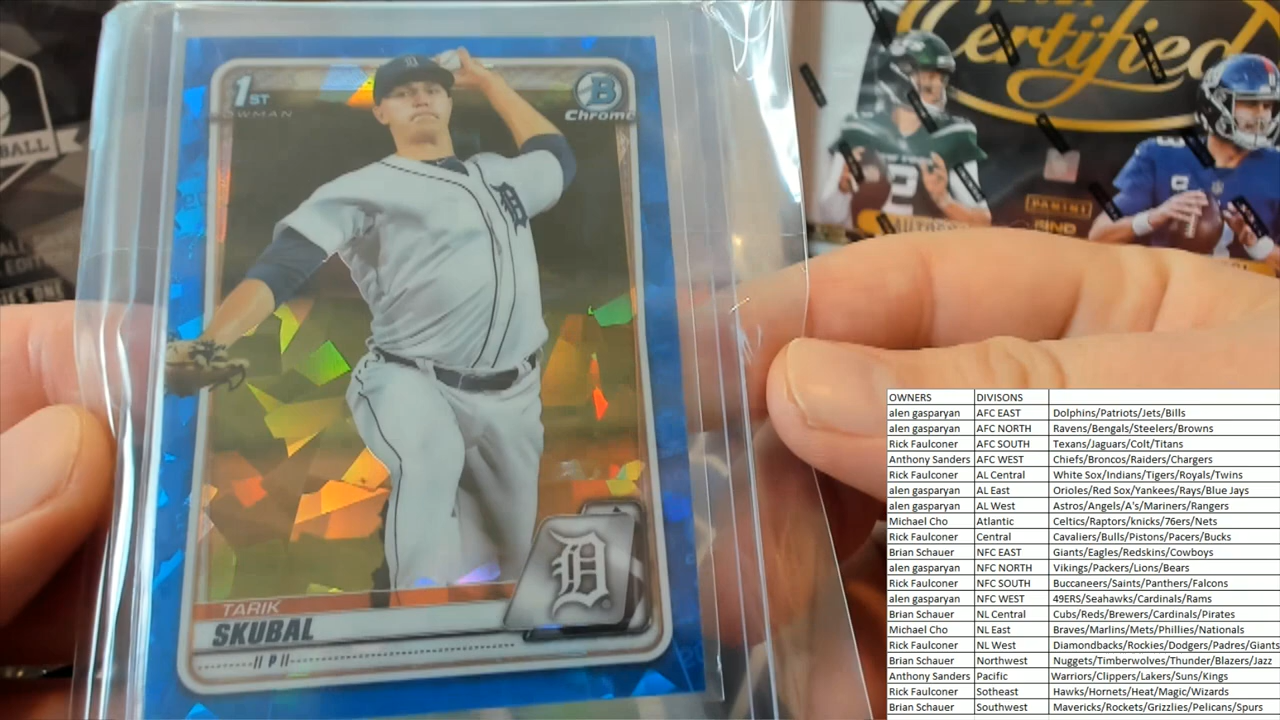 Certified
1ST
BOWMAN
B
Chrome
D
D
2
PANINI
TARIK
SKUBAL
P
D
OWNERS DIVISONS
alen gasparyan AFC EAST Dolphins/Patriots/Jets/Bills
alen gasparyan AFC NORTH Ravens/Bengals/Steelers/Browns
Rick Faulconer AFC SOUTH Texans/Jaguars/Colt/Titans
Anthony Sanders AFC WEST Chiefs/Broncos/Raiders/Chargers
Rick Faulconer AL Central White Sox/Indians/Tigers/Royals/Twins
alen gasparyan AL East Orioles/Red Sox/Yankees/Rays/Blue Jays
alen gasparyan AL West Astros/Angels/A's/Mariners/Rangers
Michael Cho Atlantic Celtics/Raptors/knicks/76ers/Nets
Rick Faulconer Central Cavaliers/Bulls/Pistons/Pacers/Bucks
Brian Schauer NFC EAST Giants/Eagles/Redskins/Cowboys
alen gasparyan NFC NORTH Vikings/Packers/Lions/Bears
Rick Faulconer NFC SOUTH Buccaneers/Saints/Panthers/Falcons
alen gasparyan NFC WEST 49ERS/Seahawks/Cardinals/Rams
Brian Schauer NL Central Cubs/Reds/Brewers/Cardinals/Pirates
Michael Cho NL East Braves/Marlins/Mets/Phillies/Nationals
Rick Faulconer NL West Diamondbacks/Rockies/Dodgers/Padres/Giants
Brian Schauer Northwest Nuggets/Timberwolves/Thunder/Blazers/Jazz
Anthony Sanders Pacific Warriors/Clippers/Lakers/Suns/Kings
Rick Faulconer Sotheast Hawks/Hornets/Heat/Magic/Wizards
Brian Schauer Southwest Mavericks/Rockets/Grizzlies/Pelicans/Spurs